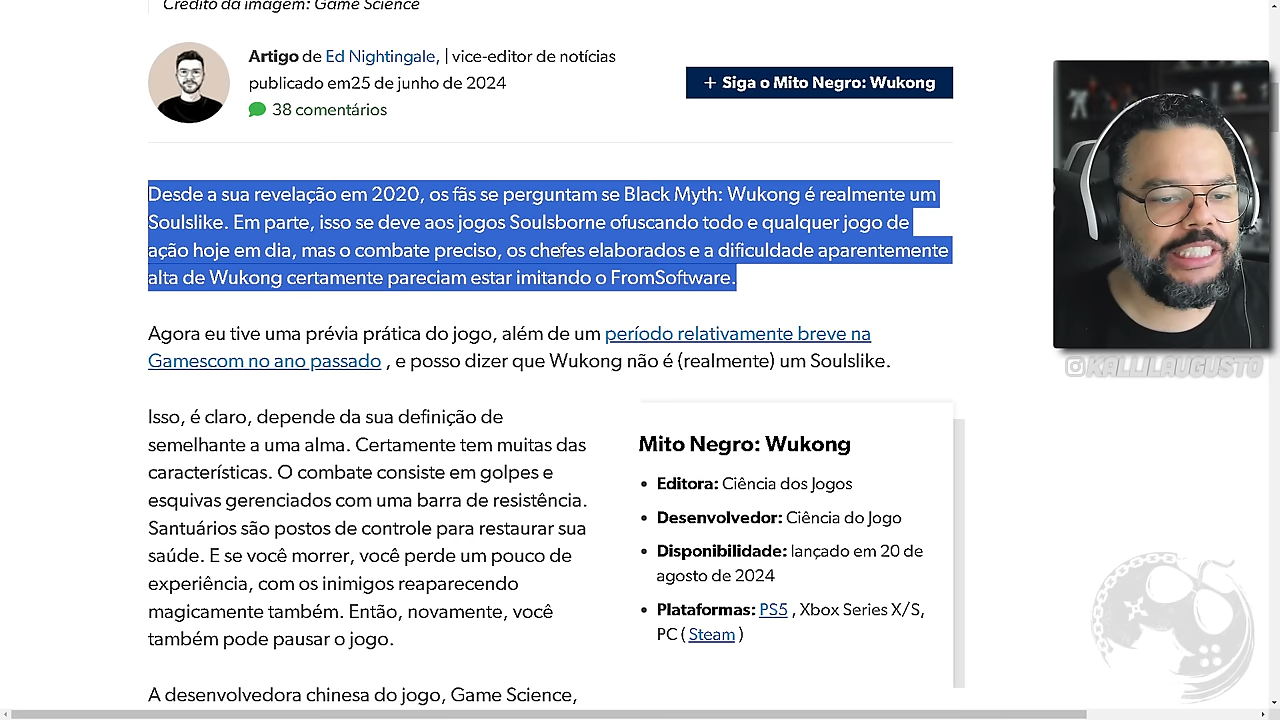 Crédito da imagem: Game Science
Artigo de Ed Nightingale, | vice-editor de notícias
publicado em25 de junho de 2024
38 comentários
+ Siga o Mito Negro: Wukong
Desde a sua revelação em 2020, os fãs se perguntam se Black Myth: Wukong é realmente um
Soulslike. Em parte, isso se deve aos jogos Soulsborne ofuscando todo e qualquer jogo de
ação hoje em dia, mas o combate preciso, os chefes elaborados e a dificuldade aparentemente
alta de Wukong certamente pareciam estar imitando o FromSoftware.
Agora eu tive uma prévia prática do jogo, além de um período relativamente breve na
Gamescom no ano passado , e posso dizer que Wukong não é (realmente) um Soulslike.
Isso, é claro, depende da sua definição de
semelhante a uma alma. Certamente tem muitas das
características. O combate consiste em golpes e
esquivas gerenciados com uma barra de resistência.
Santuários são postos de controle para restaurar sua
saúde. E se você morrer, você perde um pouco de
experiência, com os inimigos reaparecendo
magicamente também. Então, novamente, você
também pode pausar o jogo.
A desenvolvedora chinesa do jogo, Game Science,
Mito Negro: Wukong
• Editora: Ciência dos Jogos
• Desenvolvedor: Ciência do Jogo
• Disponibilidade: lançado em 20 de
agosto de 2024
• Plataformas: PS5 , Xbox Series X/S,
PC ( Steam )
@KALLILAUGUSTO